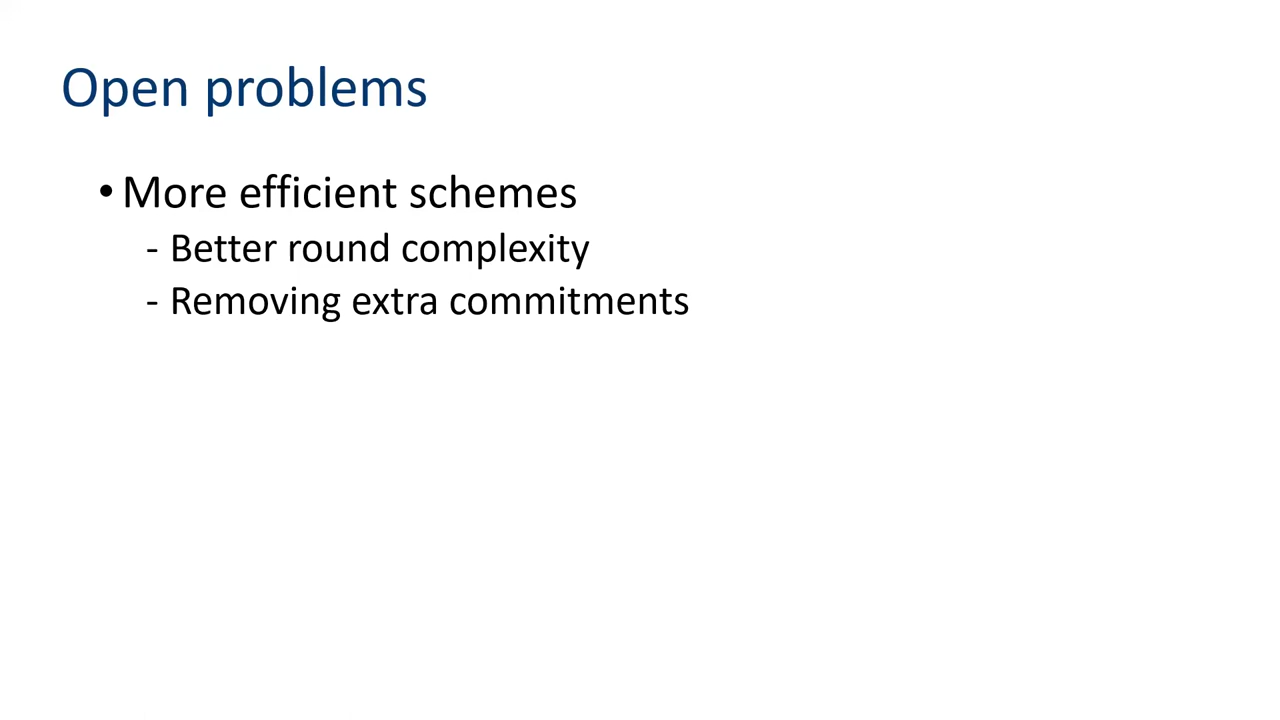 Open problems
• More efficient schemes
- Better round complexity
- Removing extra commitments